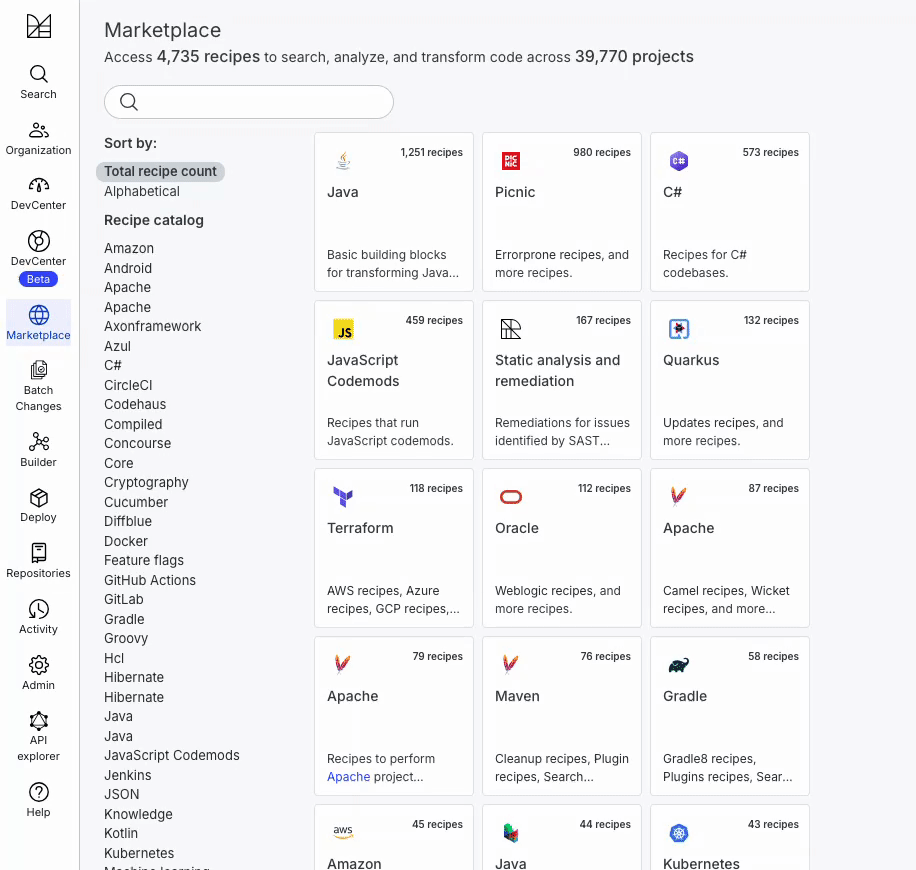 Marketplace
Access 4,735 recipes to search, analyze, and transform code across 39,770 projects
Search
Organization
DevCenter
DevCenter
Beta
Marketplace
Batch
Changes
Builder
Deploy
Repositories
Activity
Admin
API
explorer
Help
Sort by:
Total recipe count
Alphabetical
Recipe catalog
Amazon
Android
Apache
Apache
Axonframework
Azul
C#
CircleCI
Codehaus
Compiled
Concourse
Core
Cryptography
Cucumber
Diffblue
Docker
Feature flags
GitHub Actions
GitLab
Gradle
Groovy
Hcl
Hibernate
Hibernate
Java
Java
JavaScript Codemods
Jenkins
JSON
Knowledge
Kotlin
Kubernetes
Machine learning
1,251 recipes
Java
Basic building blocks
for transforming Java...
PIC
NIC
980 recipes
Picnic
Errorprone recipes, and
more recipes.
C#
573 recipes
C#
Recipes for C#
codebases.
JS
459 recipes
JavaScript
Codemods
Recipes that run
JavaScript codemods.
167 recipes
Static analysis and
remediation
Remediations for issues
identified by SAST...
132 recipes
Quarkus
Updates recipes, and
more recipes.
118 recipes
Terraform
AWS recipes, Azure
recipes, GCP recipes,...
112 recipes
Oracle
Weblogic recipes, and
more recipes.
87 recipes
Apache
Camel recipes, Wicket
recipes, and more...
79 recipes
Apache
Recipes to perform
Apache project...
76 recipes
Maven
Cleanup recipes, Plugin
recipes, Search...
58 recipes
Gradle
Gradle8 recipes,
Plugins recipes, Sear...
aws
45 recipes
Amazon
44 recipes
Java
43 recipes
Kubernetes